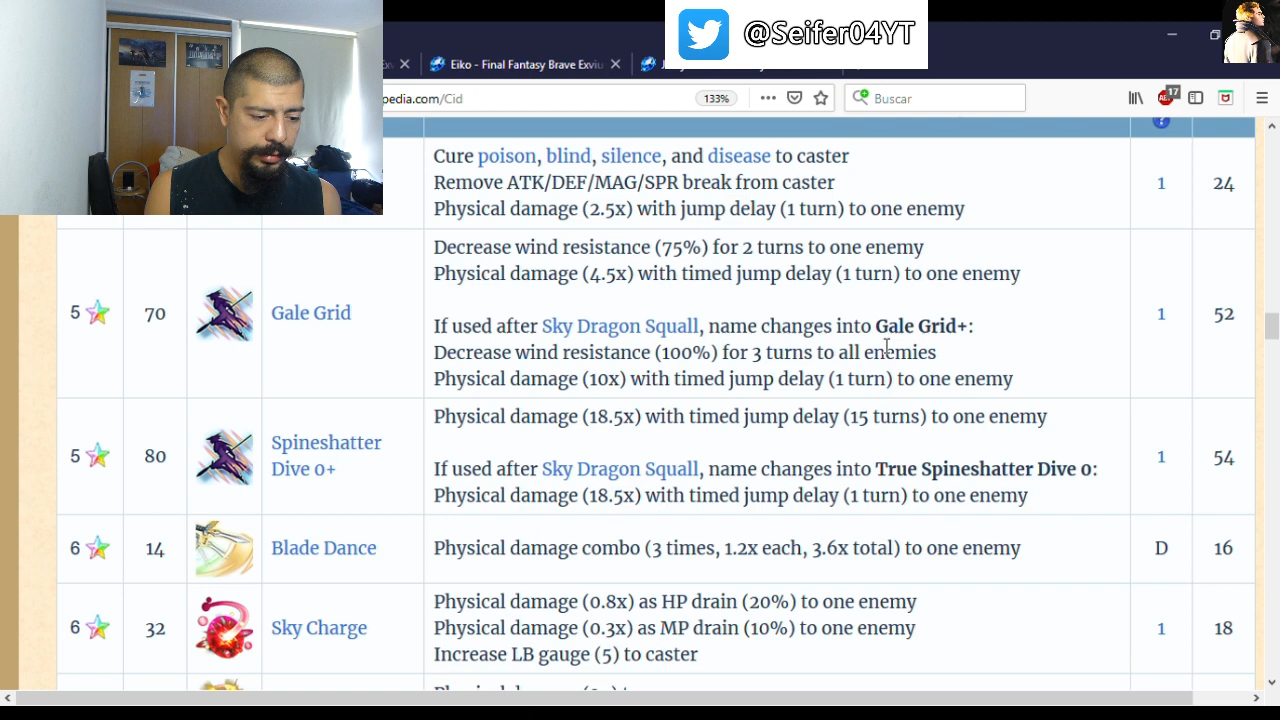 @Seifer04YT
Eiko - Final Fantasy Brave Exviu
pedia.com/Cid
133%
Buscar
17
Cure poison, blind, silence, and disease to caster
Remove ATK/DEF/MAG/SPR break from caster
Physical damage (2.5x) with jump delay (1 turn) to one enemy
1
24
5
70
Gale Grid
Decrease wind resistance (75%) for 2 turns to one enemy
Physical damage (4.5x) with timed jump delay (1 turn) to one enemy
If used after Sky Dragon Squall, name changes into Gale Grid+:
Decrease wind resistance (100%) for 3 turns to all enemies
Physical damage (10x) with timed jump delay (1 turn) to one enemy
1
52
5
80
Spineshatter
Dive 0+
Physical damage (18.5x) with timed jump delay (15 turns) to one enemy
If used after Sky Dragon Squall, name changes into True Spineshatter Dive 0:
Physical damage (18.5x) with timed jump delay (1 turn) to one enemy
1
54
6
14
Blade Dance
Physical damage combo (3 times, 1.2x each, 3.6x total) to one enemy
D
16
6
32
Sky Charge
Physical damage (0.8x) as HP drain (20%) to one enemy
Physical damage (0.3x) as MP drain (10%) to one enemy
Increase LB gauge (5) to caster
1
18